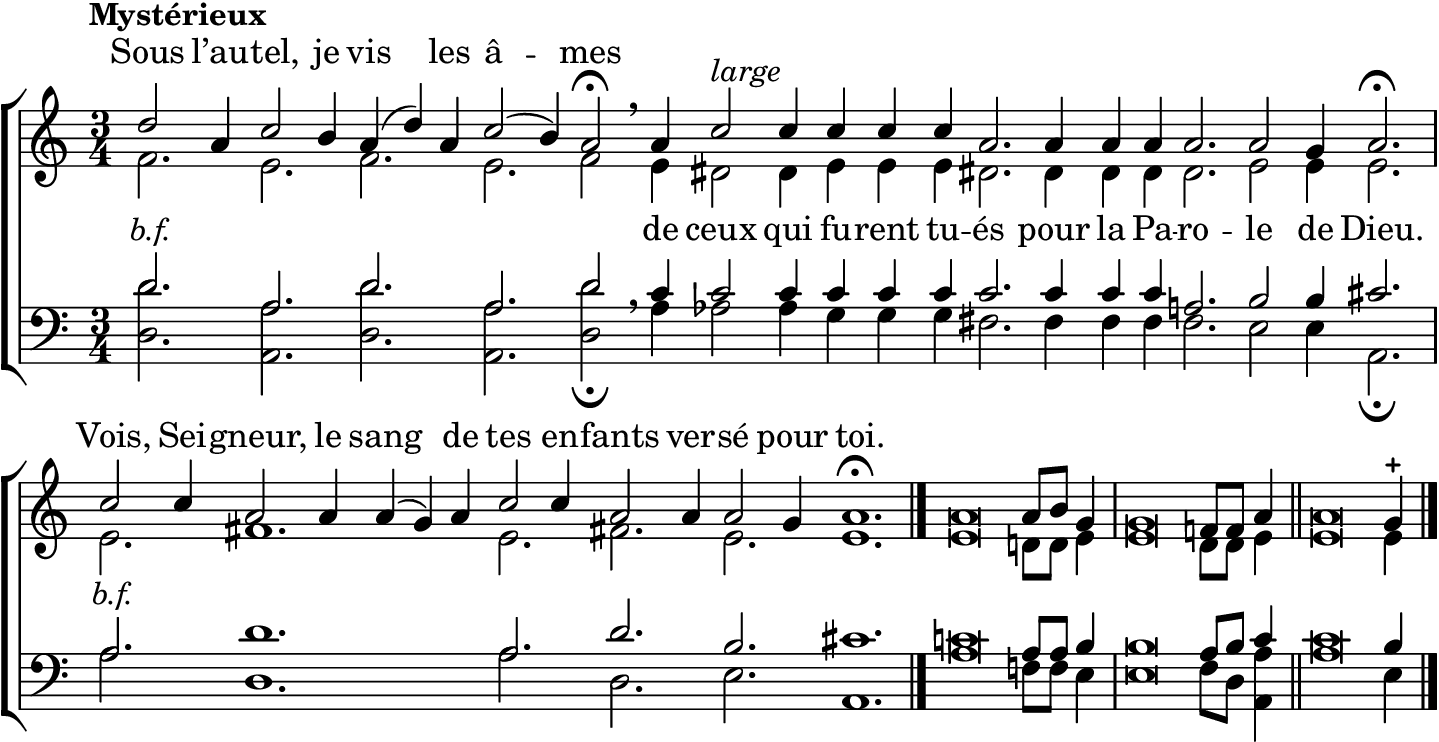 Mystérieux
Sous l’autel, je vis les â - mes
large
b.f.
de ceux qui furent tu - és pour la Pa - ro - le de Dieu.
Vois, Seigneur, le sang de tes enfants versé pour toi.
b.f.